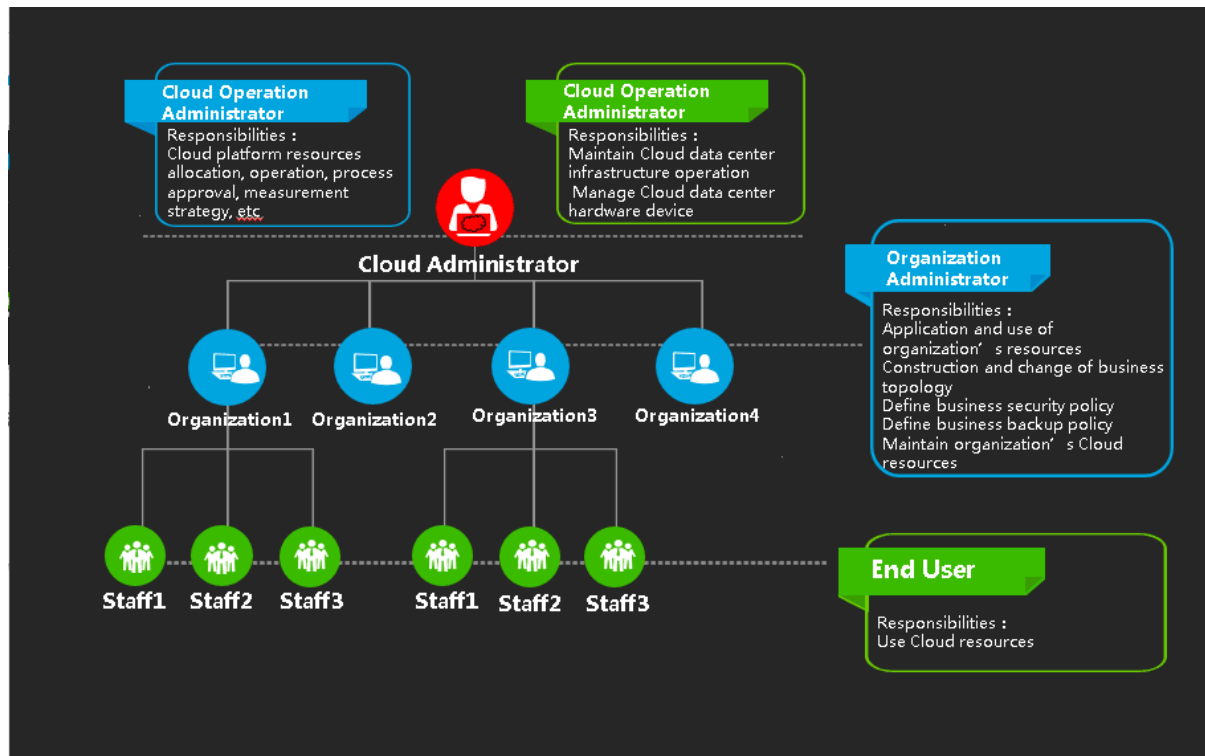 Cloud Operation
Administrator
Responsibilities :
Cloud platform resources
allocation, operation, process
approval, measurement
strategy, etc
Cloud Operation
Administrator
Responsibilities :
Maintain Cloud data center
infrastructure operation
Manage Cloud data center
hardware device
Cloud Administrator
Organization
Administrator
Responsibilities :
Application and use of
organization’s resources
Construction and change of business
topology
Define business security policy
Define business backup policy
Maintain organization’s Cloud
resources
Organization1
Organization2
Organization3
Organization4
Staff1
Staff2
Staff3
Staff1
Staff2
Staff3
End User
Responsibilities :
Use Cloud resources